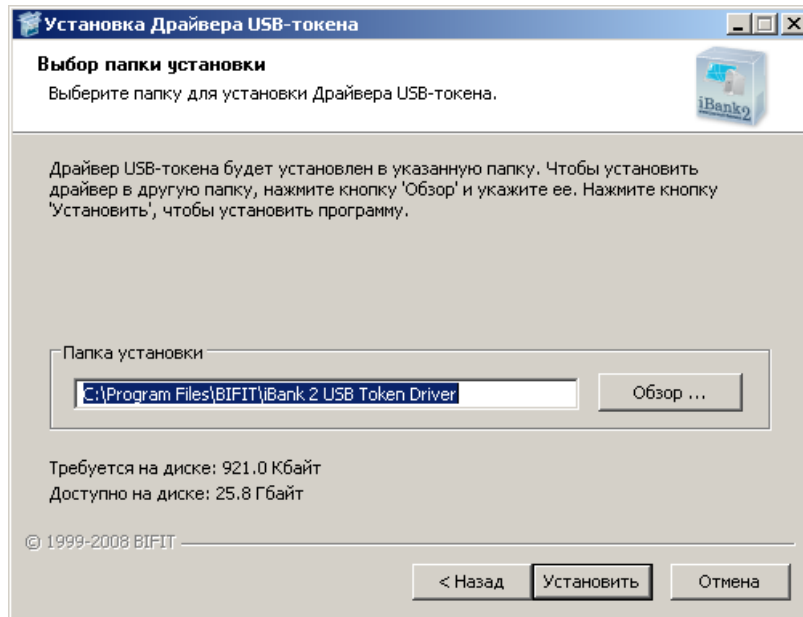 Установка Драйвера USB-токена
Выбор папки установки
Выберите папку для установки Драйвера USB-токена.
iBank2
Драйвер USB-токена будет установлен в указанную папку. Чтобы установить
драйвер в другую папку, нажмите кнопку 'Обзор' и укажите ее. Нажмите кнопку
'Установить', чтобы установить программу.
Папка установки
C:\Program Files\BIFIT\iBank 2 USB Token Driver
Обзор ...
Требуется на диске: 921.0 Кбайт
Доступно на диске: 25.8 Гбайт
© 1999-2008 BIFIT
< Назад
Установить
Отмена